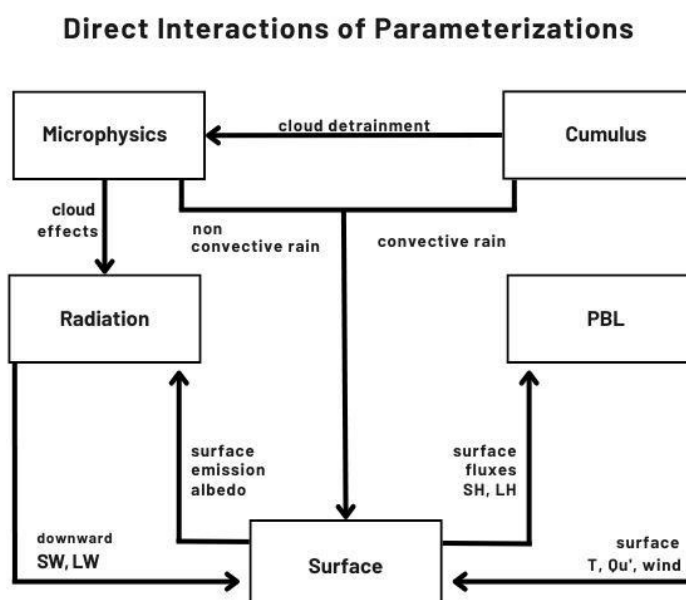 Direct Interactions of Parameterizations
Microphysics
cloud detrainment
Cumulus
cloud
effects
non
convective rain
convective rain
Radiation
PBL
surface
emission
albedo
surface
fluxes
SH, LH
downward
SW, LW
Surface
surface
T, Qu', wind